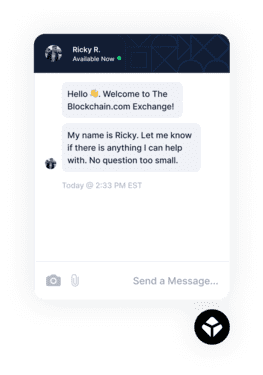 Ricky R.
Available Now
Hello 👋. Welcome to The
Blockchain.com Exchange!
My name is Ricky. Let me know
if there is anything I can help
with. No question too small.
Today @ 2:33 PM EST
Send a Message...